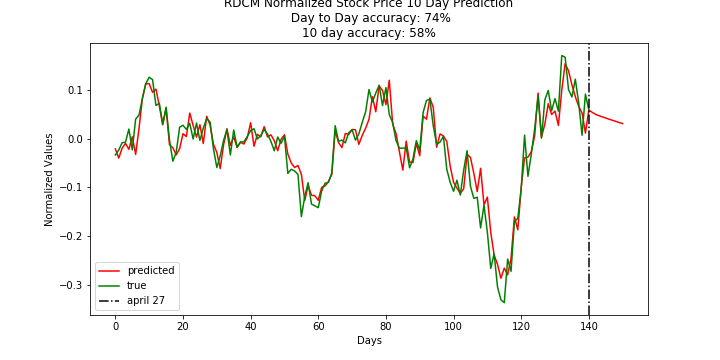 RDCM Normalized Stock Price 10 Day Prediction
Day to Day accuracy: 74%
10 day accuracy: 58%
0.1
0.0
−0.1
−0.2
−0.3
Normalized Values
predicted
true
april 27
0 20 40 60 80 100 120 140
Days